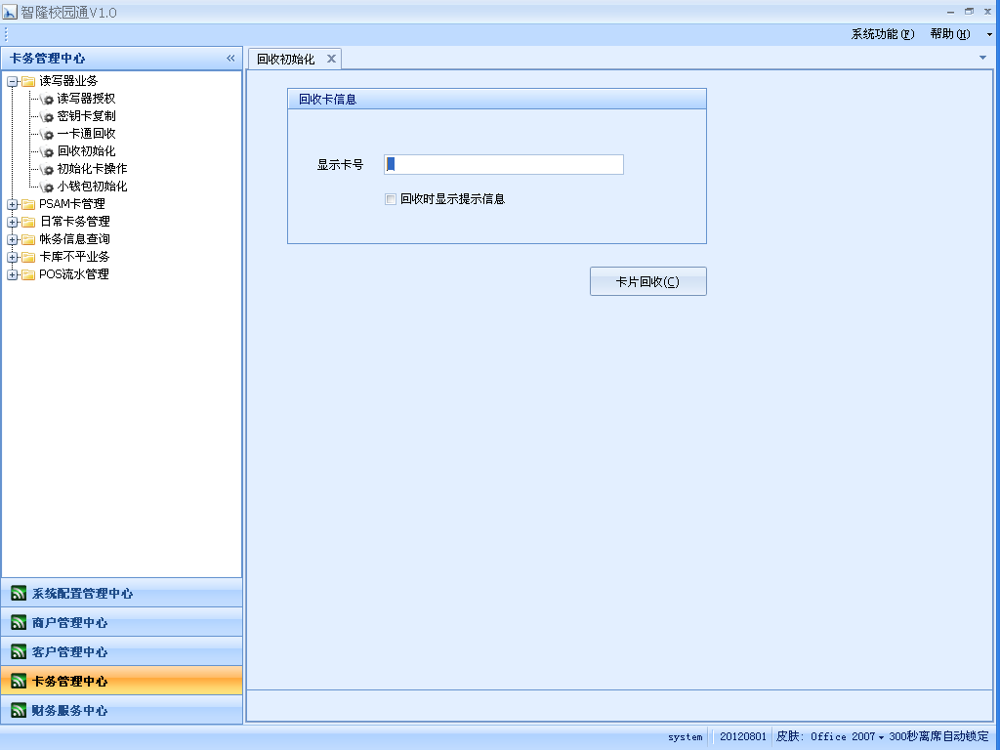 智隆校园通V1.0
系统功能(F) 帮助(H)
卡务管理中心
读写器业务
读写器授权
密钥卡复制
一卡通回收
回收初始化
初始化卡操作
小钱包初始化
PSAM卡管理
日常卡务管理
帐务信息查询
卡库不平业务
POS流水管理
系统配置管理中心
商户管理中心
客户管理中心
卡务管理中心
财务服务中心
回收初始化
回收卡信息
显示卡号
回收时显示提示信息
卡片回收(C)
system 20120801 皮肤: Office 2007 300秒离席自动锁定